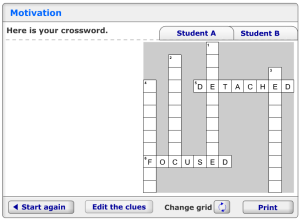 Motivation
Here is your crossword.
Student A Student B
1
2
3
4
5 D E T A C H E D
6 F O C U S E D
Start again Edit the clues Change grid Print